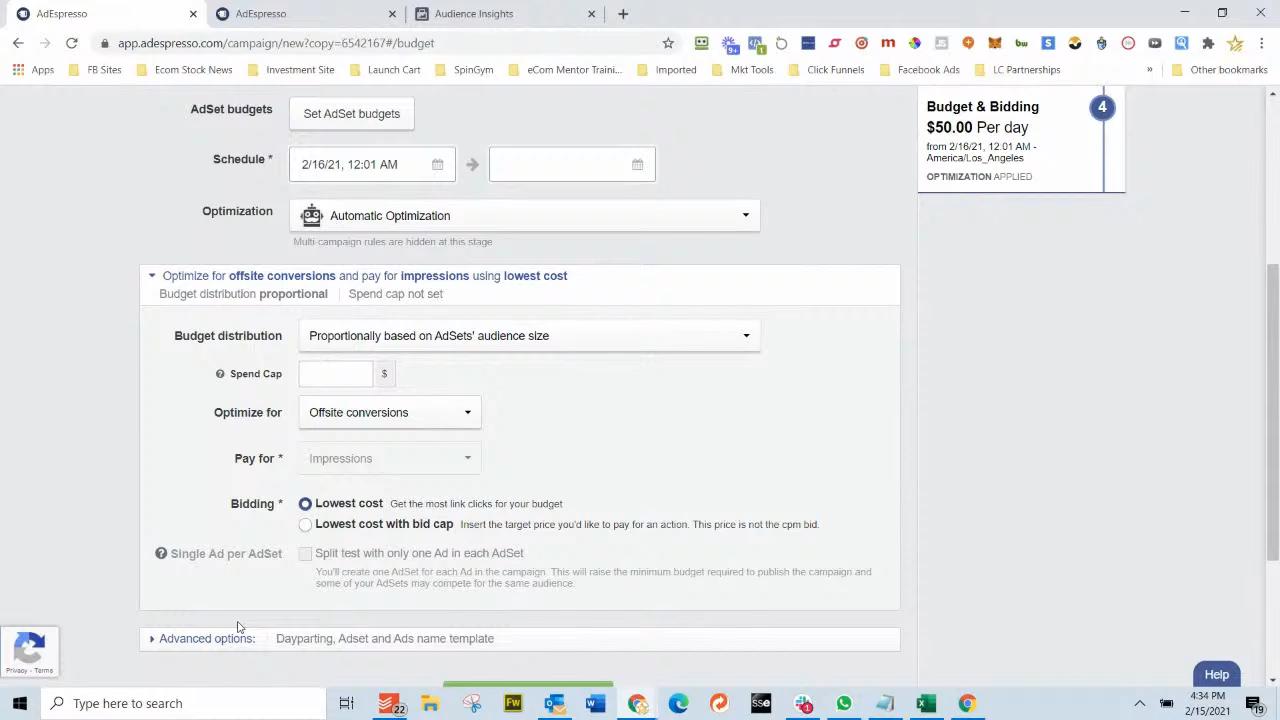 AdEspresso
AdEspresso
Audience Insights
app.adespresso.com/campaign/new?copy=6542167#/budget
Apps
FB Sites
Ecom Stock News
Investment Site
Launch Cart
SpinGym
eCom Mentor Traini...
Imported
Mkt Tools
Click Funnels
Facebook Ads
LC Partnerships
»
Other bookmarks
AdSet budgets
Set AdSet budgets
Schedule *
2/16/21, 12:01 AM
Optimization
Automatic Optimization
Multi-campaign rules are hidden at this stage
Optimize for offsite conversions and pay for impressions using lowest cost
Budget distribution proportional
Spend cap not set
Budget distribution
Proportionally based on AdSets' audience size
Spend Cap
$
Optimize for
Offsite conversions
Pay for *
Impressions
Bidding *
Lowest cost Get the most link clicks for your budget
Lowest cost with bid cap Insert the target price you'd like to pay for an action. This price is not the cpm bid.
Single Ad per AdSet
Split test with only one Ad in each AdSet
You'll create one AdSet for each Ad in the campaign. This will raise the minimum budget required to publish the campaign and
some of your AdSets may compete for the same audience.
Advanced options:
Dayparting, Adset and Ads name template
Budget & Bidding
4
$50.00 Per day
from 2/16/21, 12:01 AM -
America/Los_Angeles
OPTIMIZATION APPLIED
Privacy - Terms
Help
Type here to search
22
4:34 PM
2/15/2021
19